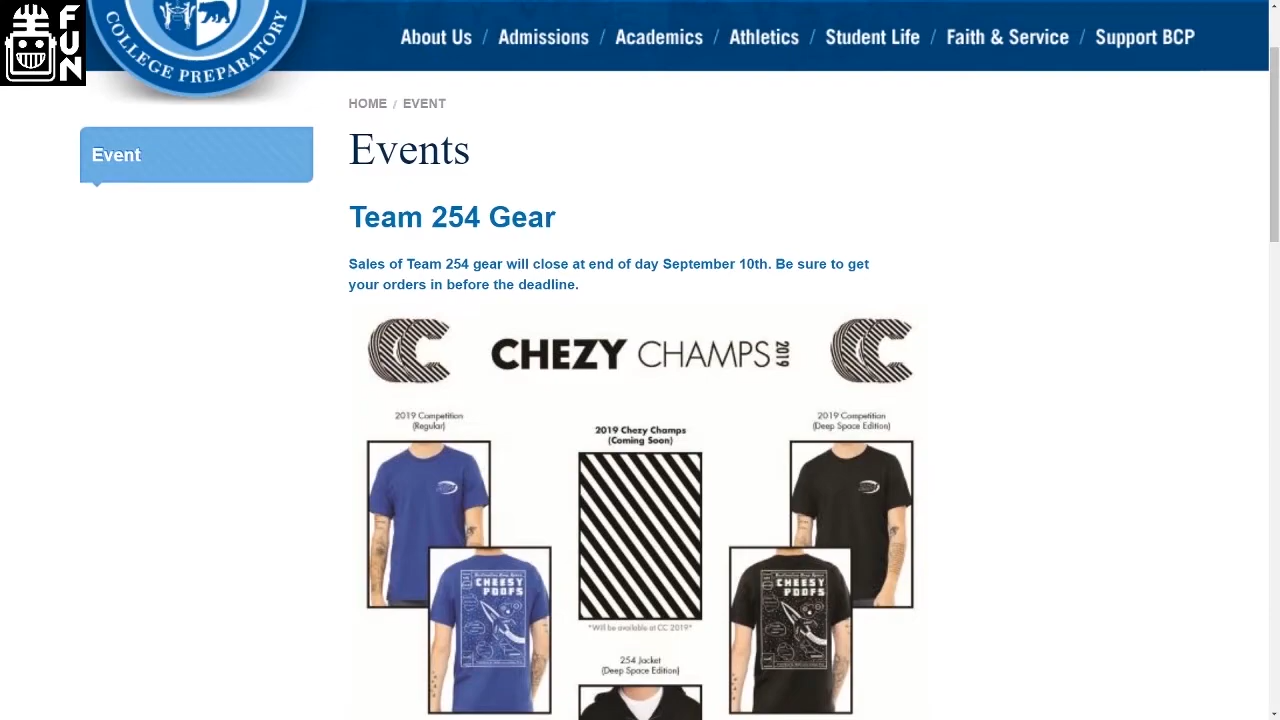 FUN
COLLEGE PREPARATORY
About Us / Admissions / Academics / Athletics / Student Life / Faith & Service / Support BCP
HOME / EVENT
Event
Events
Team 254 Gear
Sales of Team 254 gear will close at end of day September 10th. Be sure to get
your orders in before the deadline.
CC
CHEZY CHAMPS 2019
CC
2019 Competition
(Regular)
2019 Chezy Champs
(Coming Soon)
2019 Competition
(Deep Space Edition)
CHEESY
POOFS
CHEESY
POOFS
*Will be available at CC 2019*
254 Jacket
(Deep Space Edition)